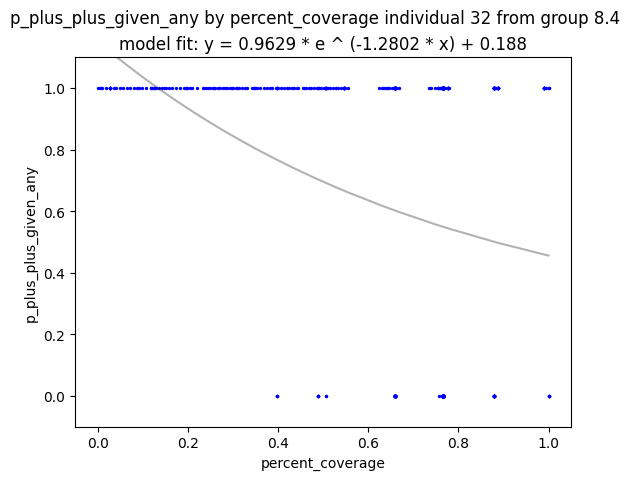 p_plus_plus_given_any by percent_coverage individual 32 from group 8.4
model fit: y = 0.9629 * e ^ (-1.2802 * x) + 0.188
1.0
0.8
0.6
0.4
0.2
0.0
p_plus_plus_given_any
0.0 0.2 0.4 0.6 0.8 1.0
percent_coverage